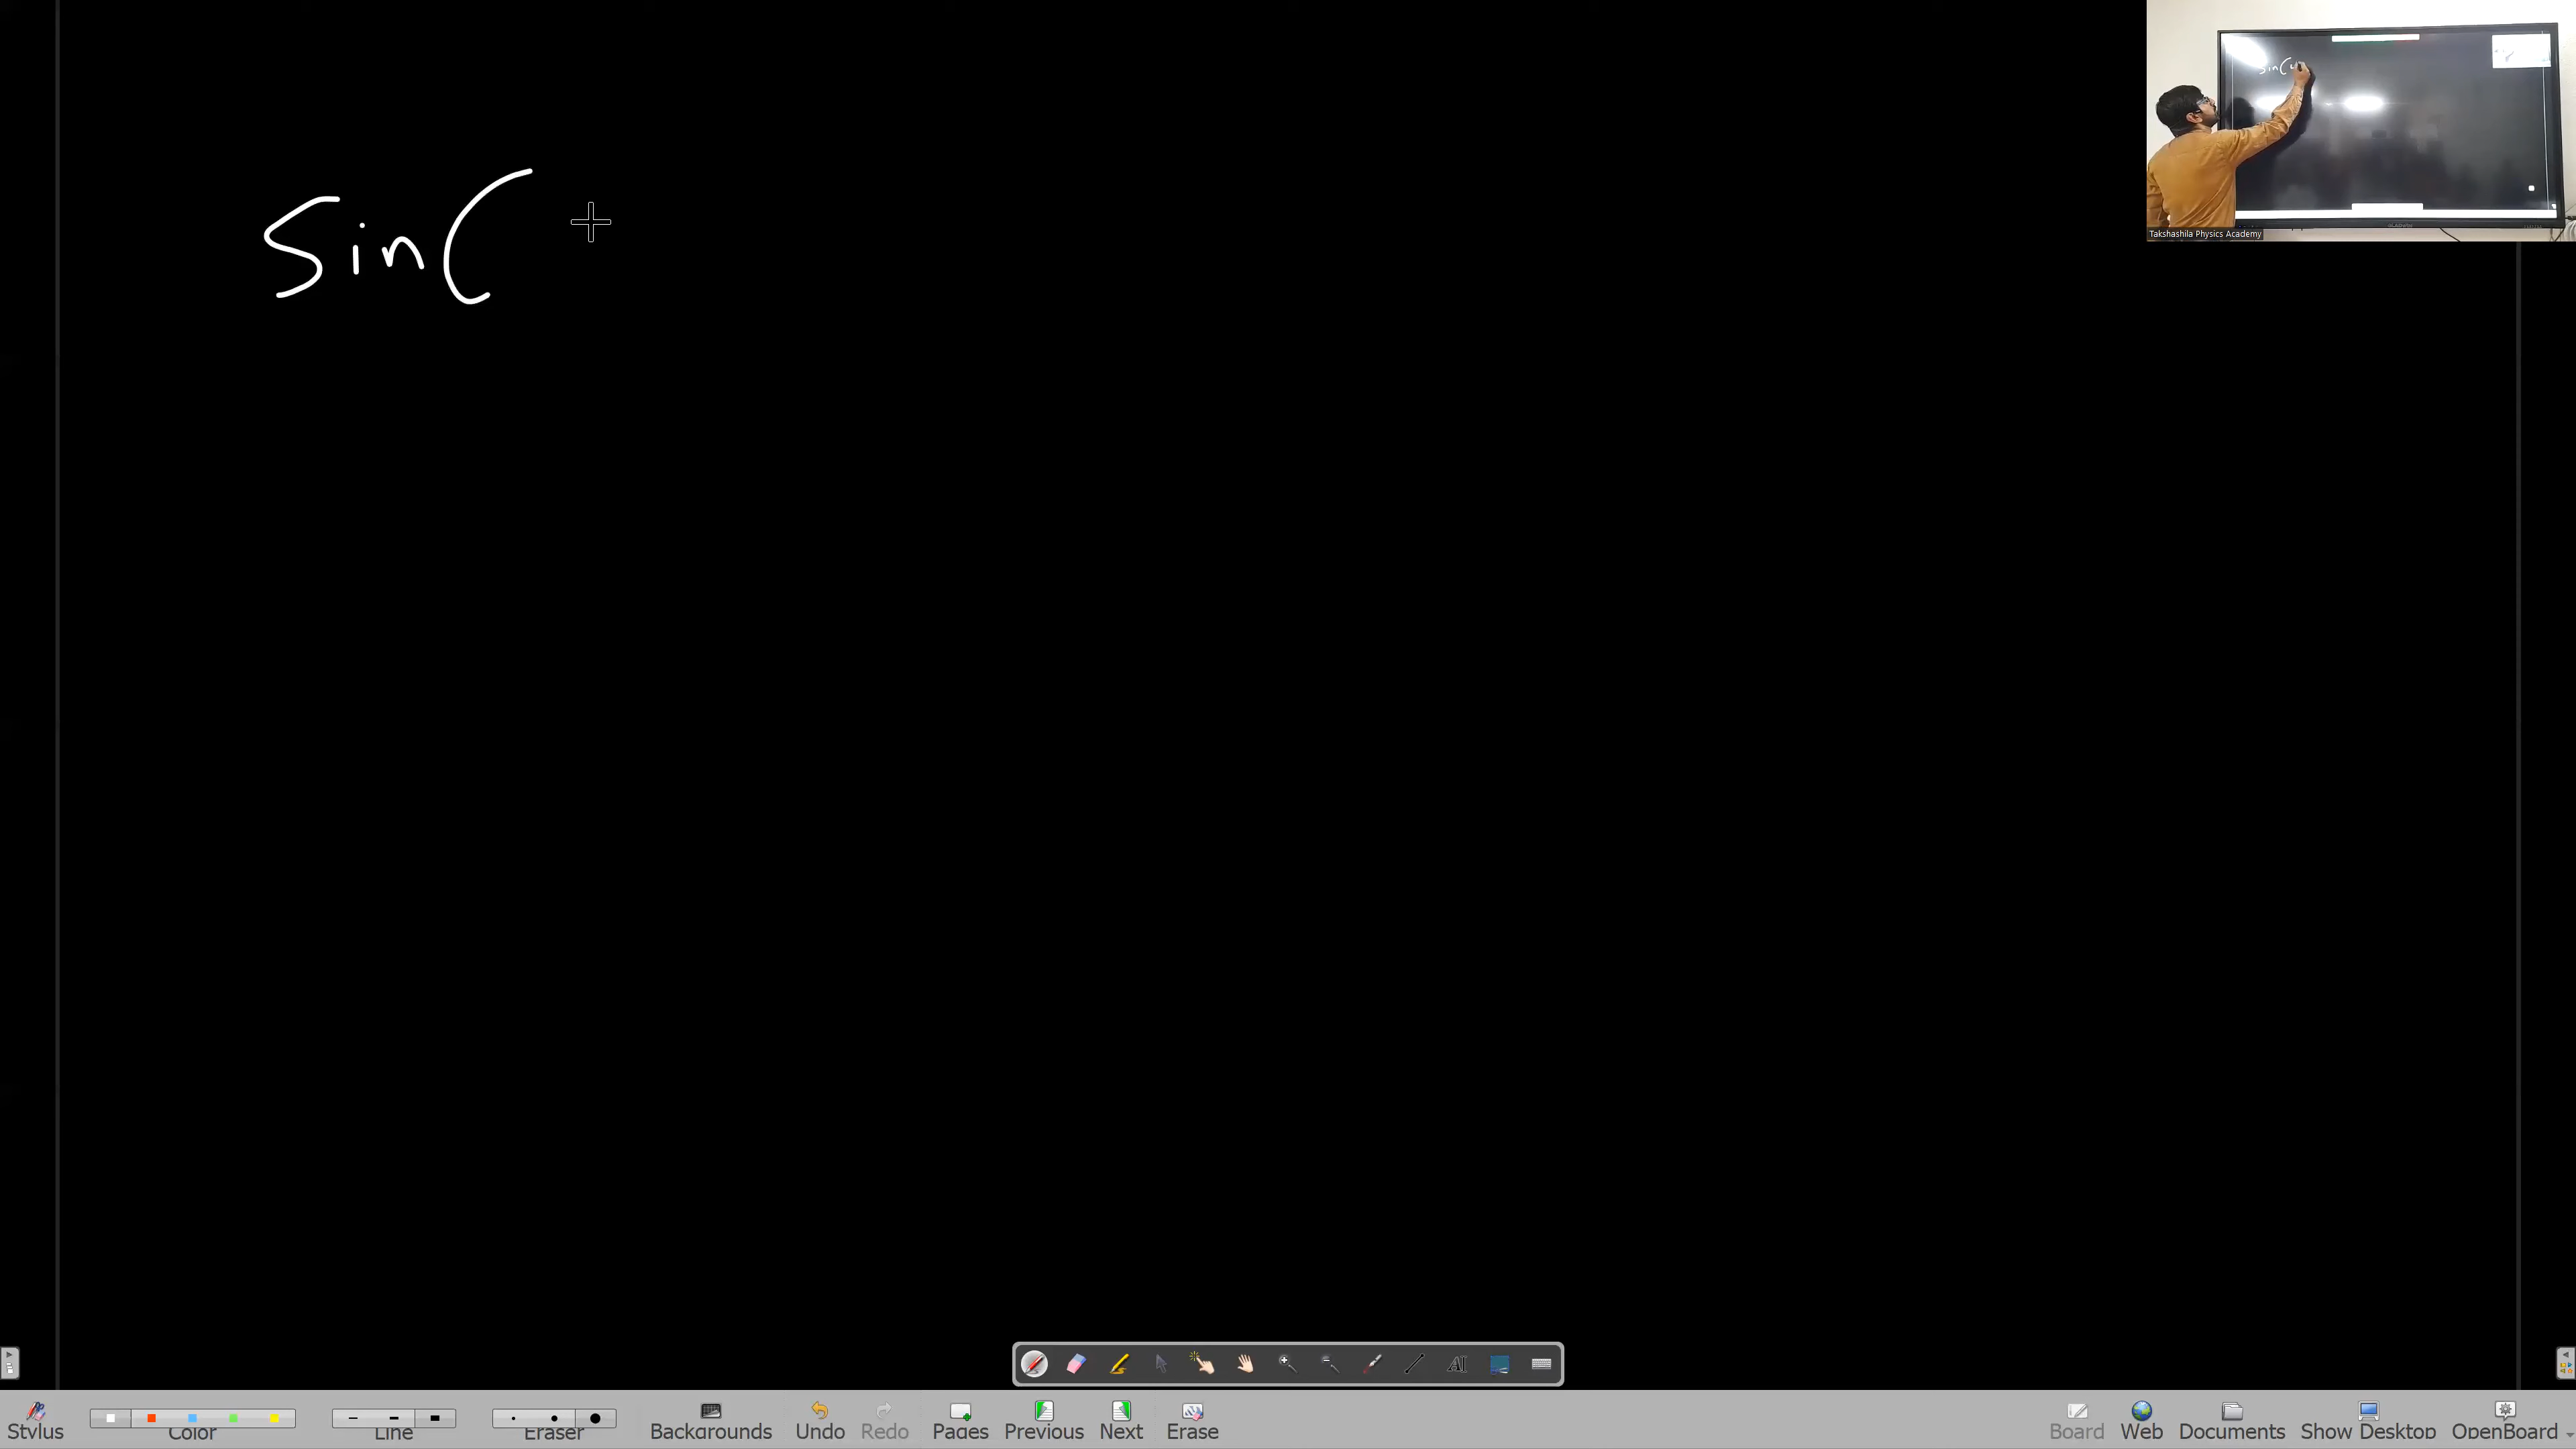 Sin(
Takshashila Physics Academy
Stylus Color Line Eraser Backgrounds Undo Redo Pages Previous Next Erase Board Web Documents Show Desktop OpenBoard